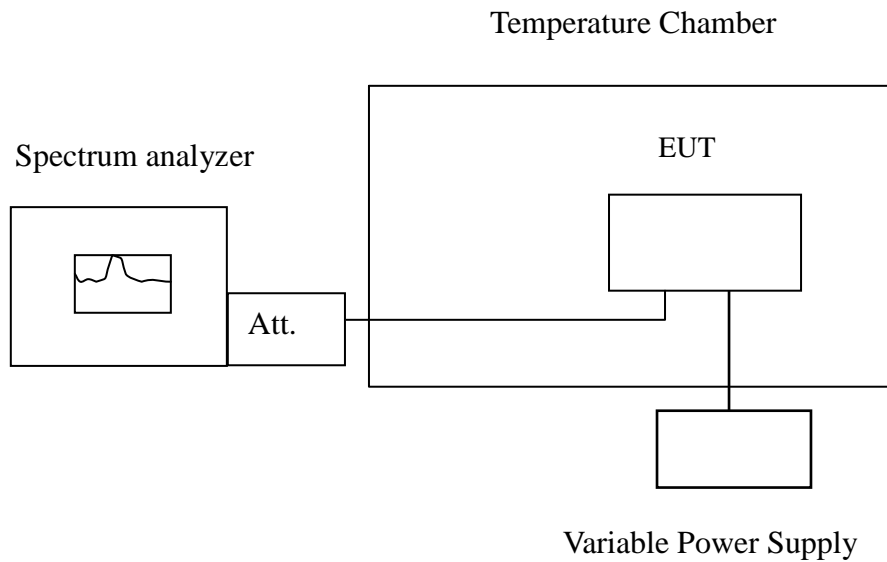 Temperature Chamber
Spectrum analyzer
EUT
Att.
Variable Power Supply